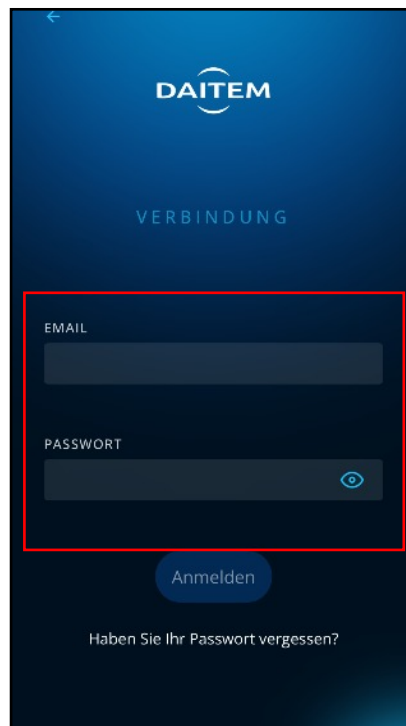 DAITEM
VERBINDUNG
EMAIL
PASSWORT
Anmelden
Haben Sie Ihr Passwort vergessen?